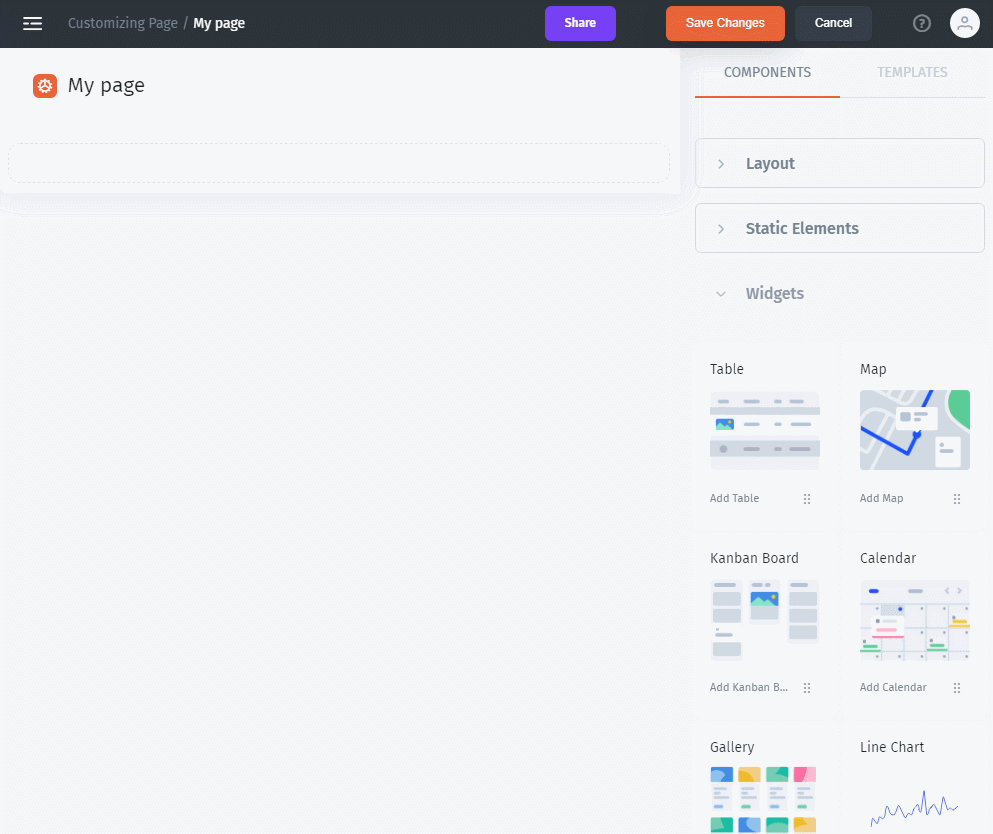 Customizing Page / My page
Share
Save Changes
Cancel
?
My page
COMPONENTS
TEMPLATES
Layout
Static Elements
Widgets
Table
Map
Add Table
Add Map
Kanban Board
Calendar
Add Kanban B...
Add Calendar
Gallery
Line Chart